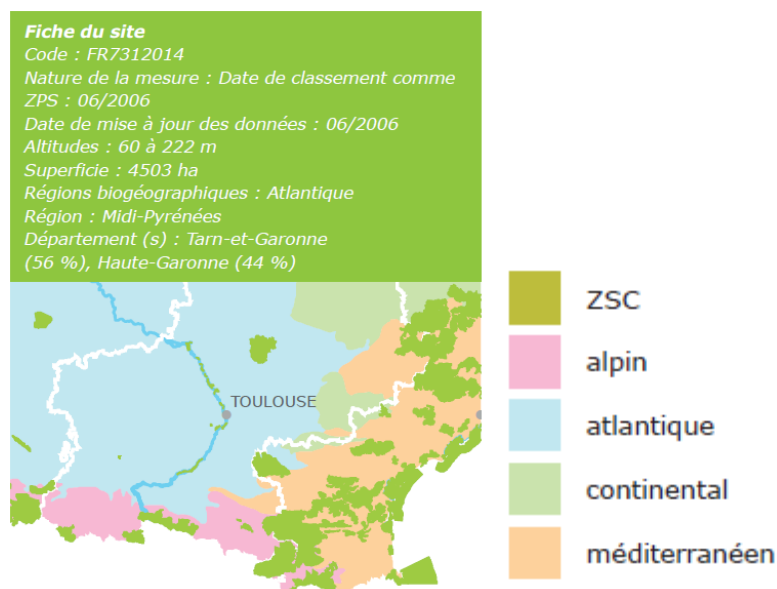 Fiche du site
Code : FR7312014
Nature de la mesure : Date de classement comme
ZPS : 06/2006
Date de mise à jour des données : 06/2006
Altitudes : 60 à 222 m
Superficie : 4503 ha
Régions biogéographiques : Atlantique
Région : Midi-Pyrénées
Département (s) : Tarn-et-Garonne
(56 %), Haute-Garonne (44 %)
TOULOUSE
ZSC
alpin
atlantique
continental
méditerranéen